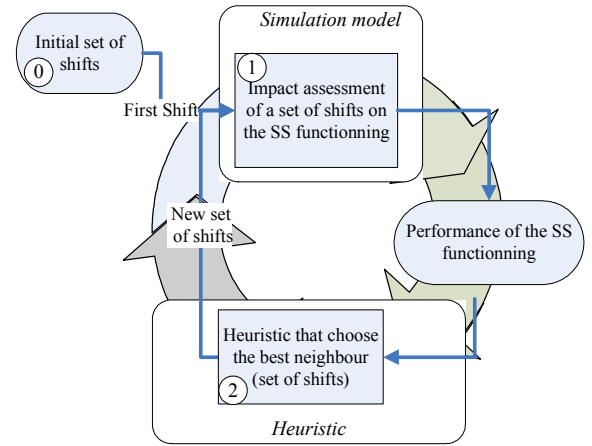 Simulation model
Initial set of
shifts
0
1
Impact assessment
of a set of shifts on
the SS functionning
First Shift
New set
of shifts
Performance of the SS
functionning
Heuristic that choose
the best neighbour
(set of shifts)
2
Heuristic